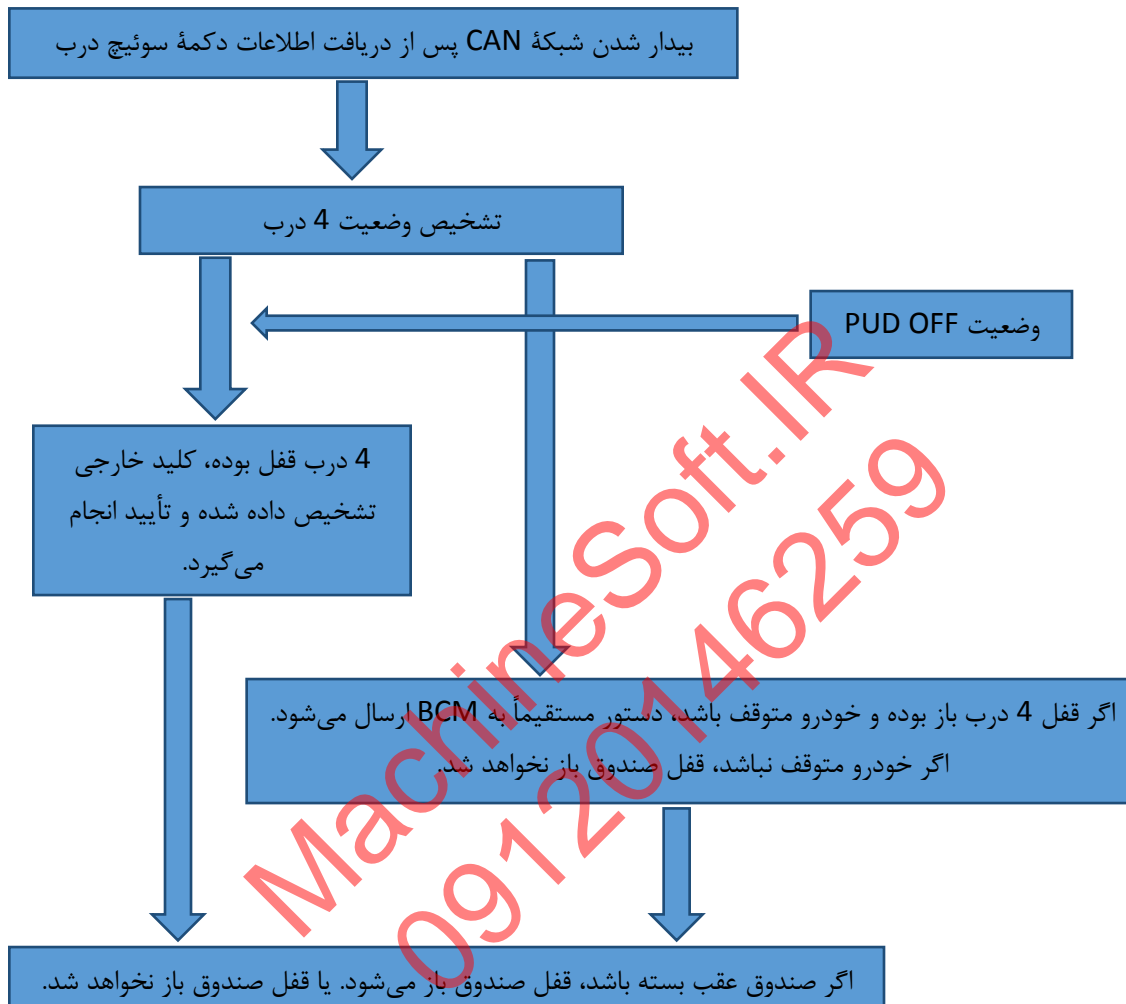 بیدار شدن شبکهٔ CAN پس از دریافت اطلاعات دکمهٔ سوئیچ درب
تشخیص وضعیت 4 درب
وضعیت PUD OFF
4 درب قفل بوده، کلید خارجی
تشخیص داده شده و تأیید انجام
می‌گیرد.
اگر قفل 4 درب باز بوده و خودرو متوقف باشد، دستور مستقیماً به BCM ارسال می‌شود.
اگر خودرو متوقف نباشد، قفل صندوق باز نخواهد شد.
اگر صندوق عقب بسته باشد، قفل صندوق باز می‌شود. یا قفل صندوق باز نخواهد شد.
MachineSoft.IR
09120146259